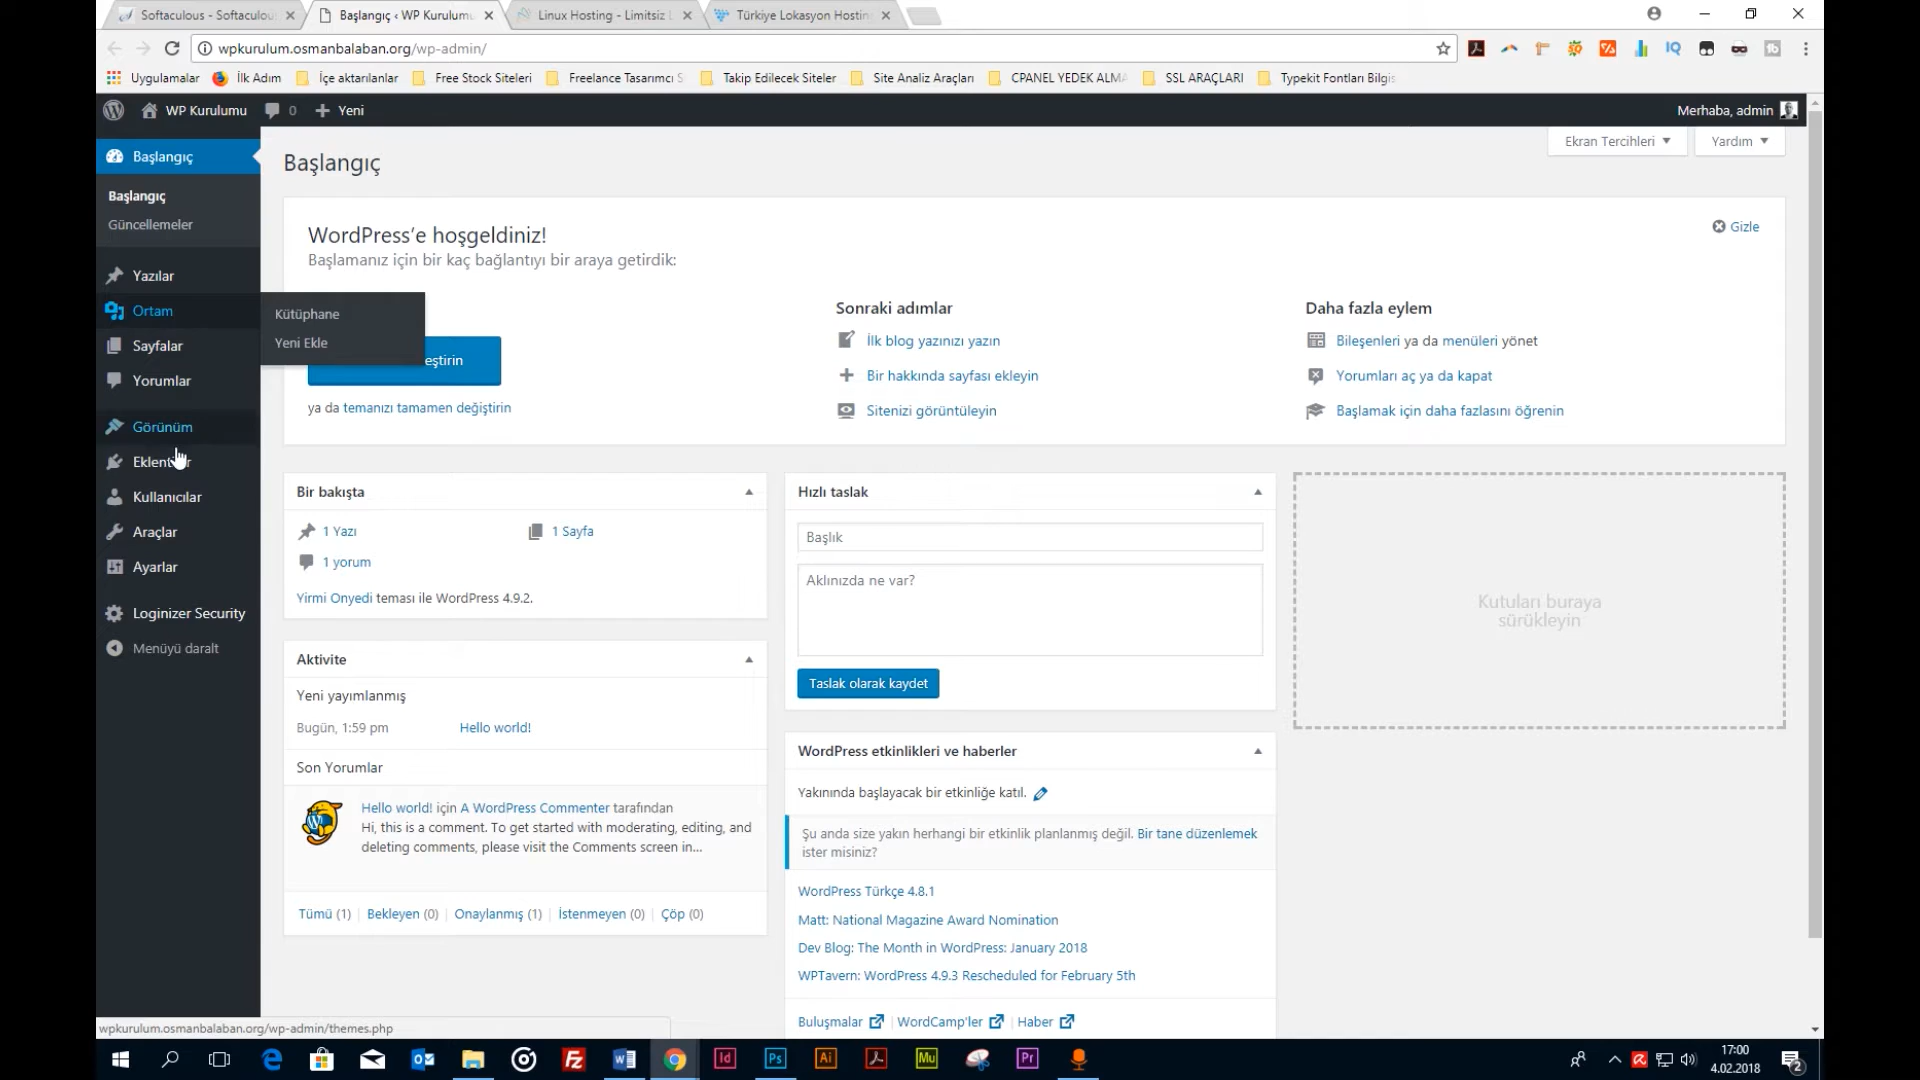 Softaculous - Softaculou
Başlangıç ‹ WP Kurulumu
Linux Hosting - Limitsiz L
Türkiye Lokasyon Hostin
wpkurulum.osmanbalaban.org/wp-admin/
Uygulamalar
İlk Adım
İçe aktarılanlar
Free Stock Siteleri
Freelance Tasarımcı S
Takip Edilecek Siteler
Site Analiz Araçları
CPANEL YEDEK ALMA
SSL ARAÇLARI
Typekit Fontları Bilgis
WP Kurulumu
0
Yeni
Merhaba, admin
Başlangıç
Başlangıç
Güncellemeler
Yazılar
Ortam
Kütüphane
Yeni Ekle
Sayfalar
Yorumlar
Görünüm
Kullanıcılar
Araçlar
Ayarlar
Loginizer Security
Menüyü daralt
Başlangıç
Ekran Tercihleri
Yardım
WordPress’e hoşgeldiniz!
Başlamanız için bir kaç bağlantıyı bir araya getirdik:
Gizle
eştirin
ya da temanızı tamamen değiştirin
Sonraki adımlar
İlk blog yazınızı yazın
Bir hakkında sayfası ekleyin
Sitenizi görüntüleyin
Daha fazla eylem
Bileşenleri ya da menüleri yönet
Yorumları aç ya da kapat
Başlamak için daha fazlasını öğrenin
Bir bakışta
1 Yazı
1 Sayfa
1 yorum
Yirmi Onyedi teması ile WordPress 4.9.2.
Aktivite
Yeni yayımlanmış
Bugün, 1:59 pm
Hello world!
Son Yorumlar
Hello world! için A WordPress Commenter tarafından
Hi, this is a comment. To get started with moderating, editing, and
deleting comments, please visit the Comments screen in...
Tümü (1) | Bekleyen (0) | Onaylanmış (1) | İstenmeyen (0) | Çöp (0)
Hızlı taslak
Başlık
Aklınızda ne var?
Taslak olarak kaydet
WordPress etkinlikleri ve haberler
Yakınında başlayacak bir etkinliğe katıl.
Şu anda size yakın herhangi bir etkinlik planlanmış değil. Bir tane düzenlemek
ister misiniz?
WordPress Türkçe 4.8.1
Matt: National Magazine Award Nomination
Dev Blog: The Month in WordPress: January 2018
WPTavern: WordPress 4.9.3 Rescheduled for February 5th
Buluşmalar | WordCamp'ler | Haber
Kutuları buraya
sürükleyin
wpkurulum.osmanbalaban.org/wp-admin/themes.php
17:00
4.02.2018
2